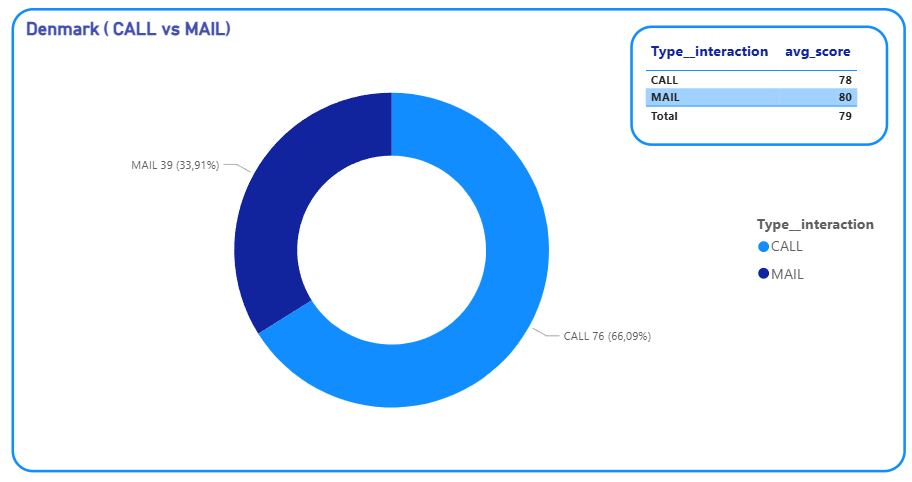 Denmark ( CALL vs MAIL)
Type__interaction avg_score
CALL 78
MAIL 80
Total 79
MAIL 39 (33,91%)
Type__interaction
CALL
MAIL
CALL 76 (66,09%)